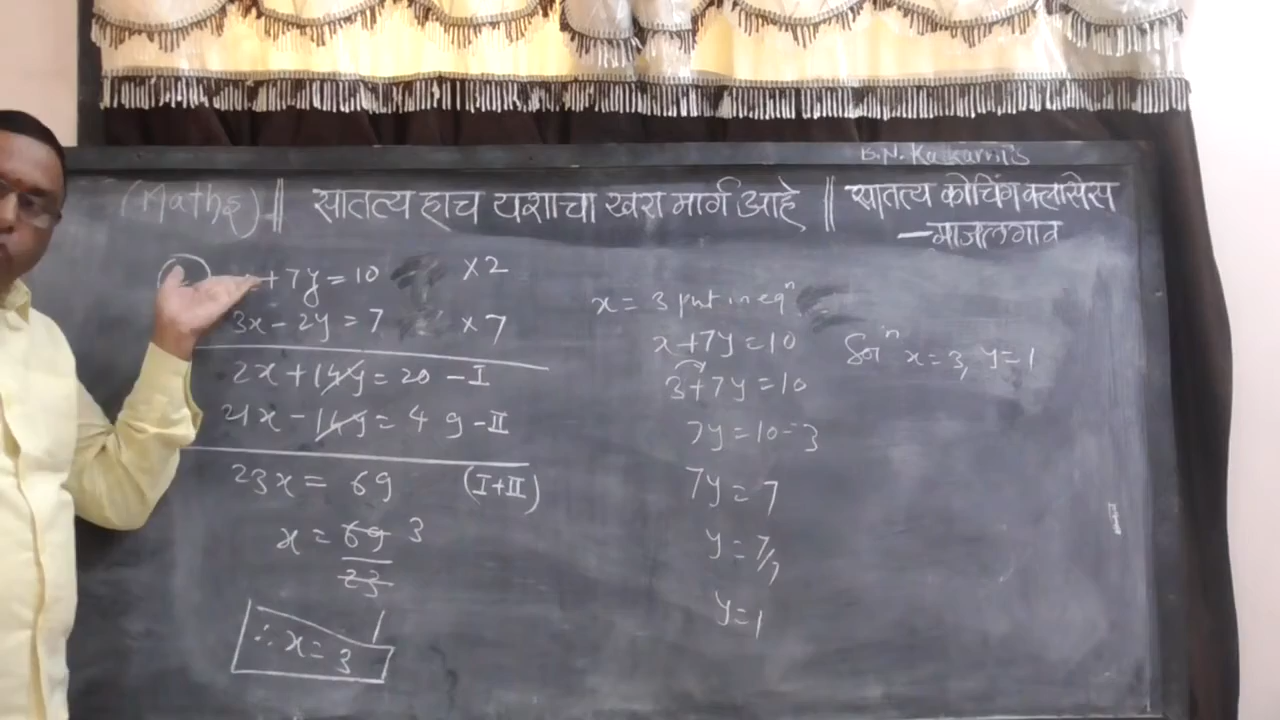 B.N. Kulkarni's
(Maths) || सातत्य हाच यशाचा खरा मार्ग आहे || सातत्य कोचिंग क्लासेस
—माजलगाव
+7y=10 ×2
3x-2y=7 ×7
2x+14y=20 -I
21x-14y=49 -II
23x=69 (I+II)
x=69 3
23
∴x=3
x=3 put in eqⁿ
x+7y=10
3+7y=10
7y=10-3
7y=7
y=7/7
y=1
Solⁿ x=3, y=1